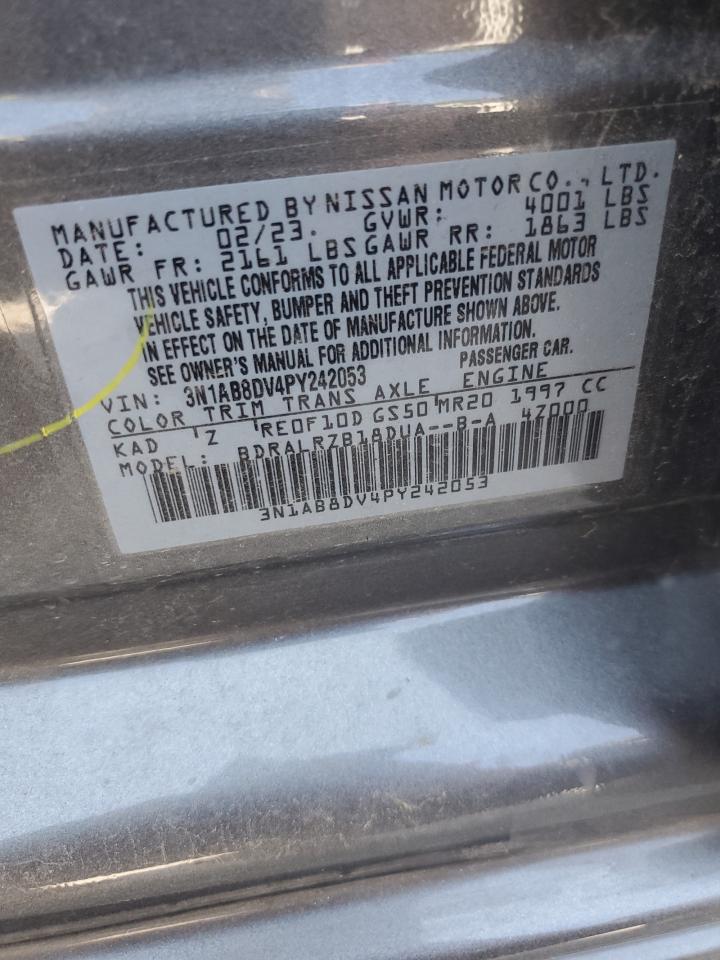 MANUFACTURED BY NISSAN MOTOR CO., LTD.
DATE: 02/23. GVWR: 4001 LBS
GAWR FR: 2161 LBS GAWR RR: 1863 LBS
THIS VEHICLE CONFORMS TO ALL APPLICABLE FEDERAL MOTOR
VEHICLE SAFETY, BUMPER AND THEFT PREVENTION STANDARDS
IN EFFECT ON THE DATE OF MANUFACTURE SHOWN ABOVE.
SEE OWNER'S MANUAL FOR ADDITIONAL INFORMATION.
VIN: 3N1AB8DV4PY242053 PASSENGER CAR.
COLOR TRIM TRANS AXLE ENGINE
KAD Z RE0F10D GS50 MR20 1997 CC
MODEL: BDRALRZB18DUA--B-A 4Z000
3N1AB8DV4PY242053